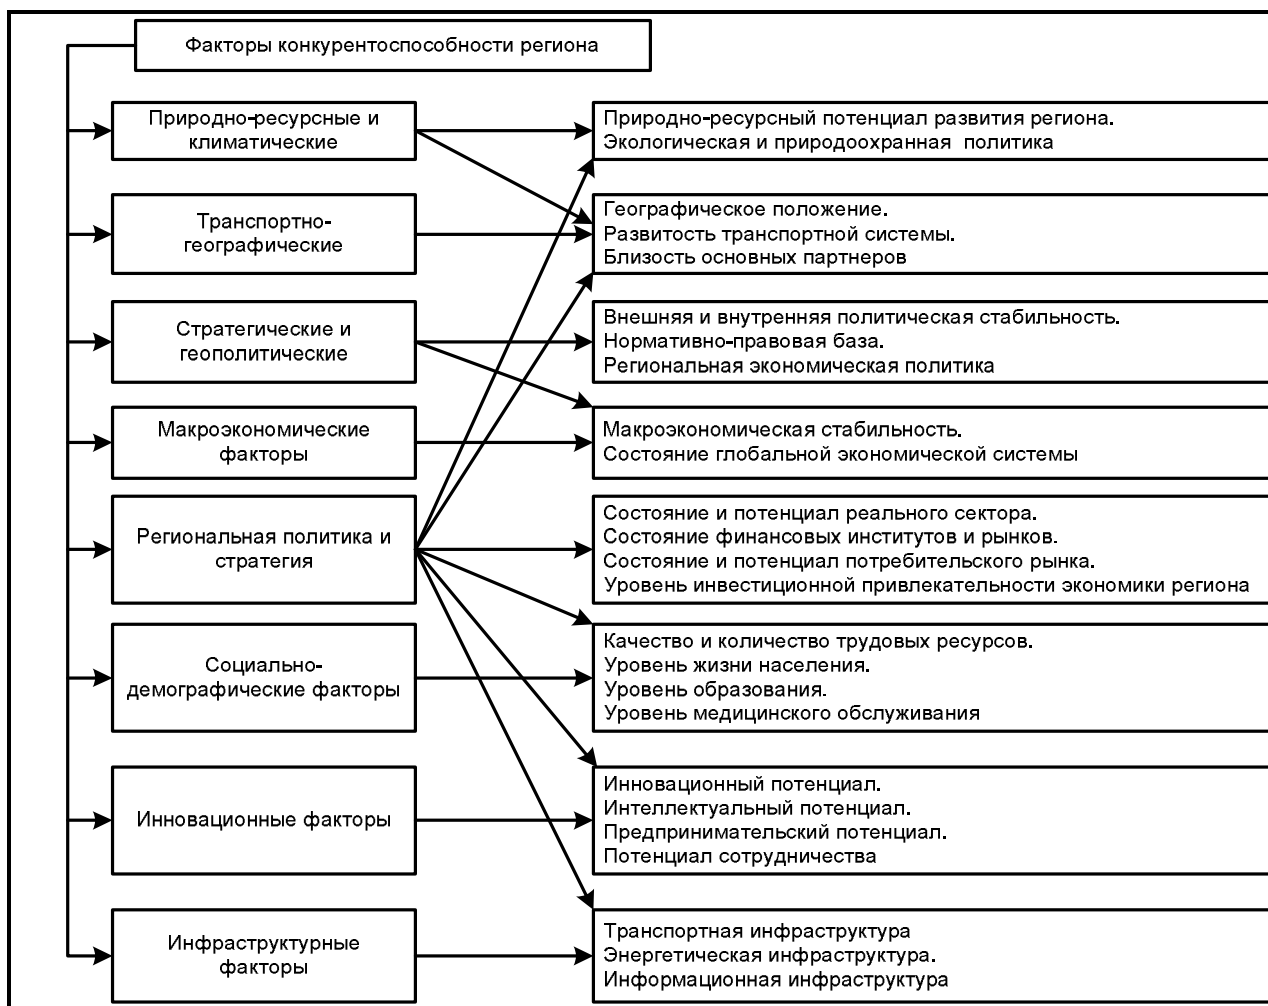 Факторы конкурентоспособности региона
Природно-ресурсные и
климатические
Природно-ресурсный потенциал развития региона.
Экологическая и природоохранная политика
Транспортно-
географические
Географическое положение.
Развитость транспортной системы.
Близость основных партнеров
Стратегические и
геополитические
Внешняя и внутренняя политическая стабильность.
Нормативно-правовая база.
Региональная экономическая политика
Макроэкономические
факторы
Макроэкономическая стабильность.
Состояние глобальной экономической системы
Региональная политика и
стратегия
Состояние и потенциал реального сектора.
Состояние финансовых институтов и рынков.
Состояние и потенциал потребительского рынка.
Уровень инвестиционной привлекательности экономики региона
Социально-
демографические факторы
Качество и количество трудовых ресурсов.
Уровень жизни населения.
Уровень образования.
Уровень медицинского обслуживания
Инновационные факторы
Инновационный потенциал.
Интеллектуальный потенциал.
Предпринимательский потенциал.
Потенциал сотрудничества
Инфраструктурные
факторы
Транспортная инфраструктура
Энергетическая инфраструктура.
Информационная инфраструктура